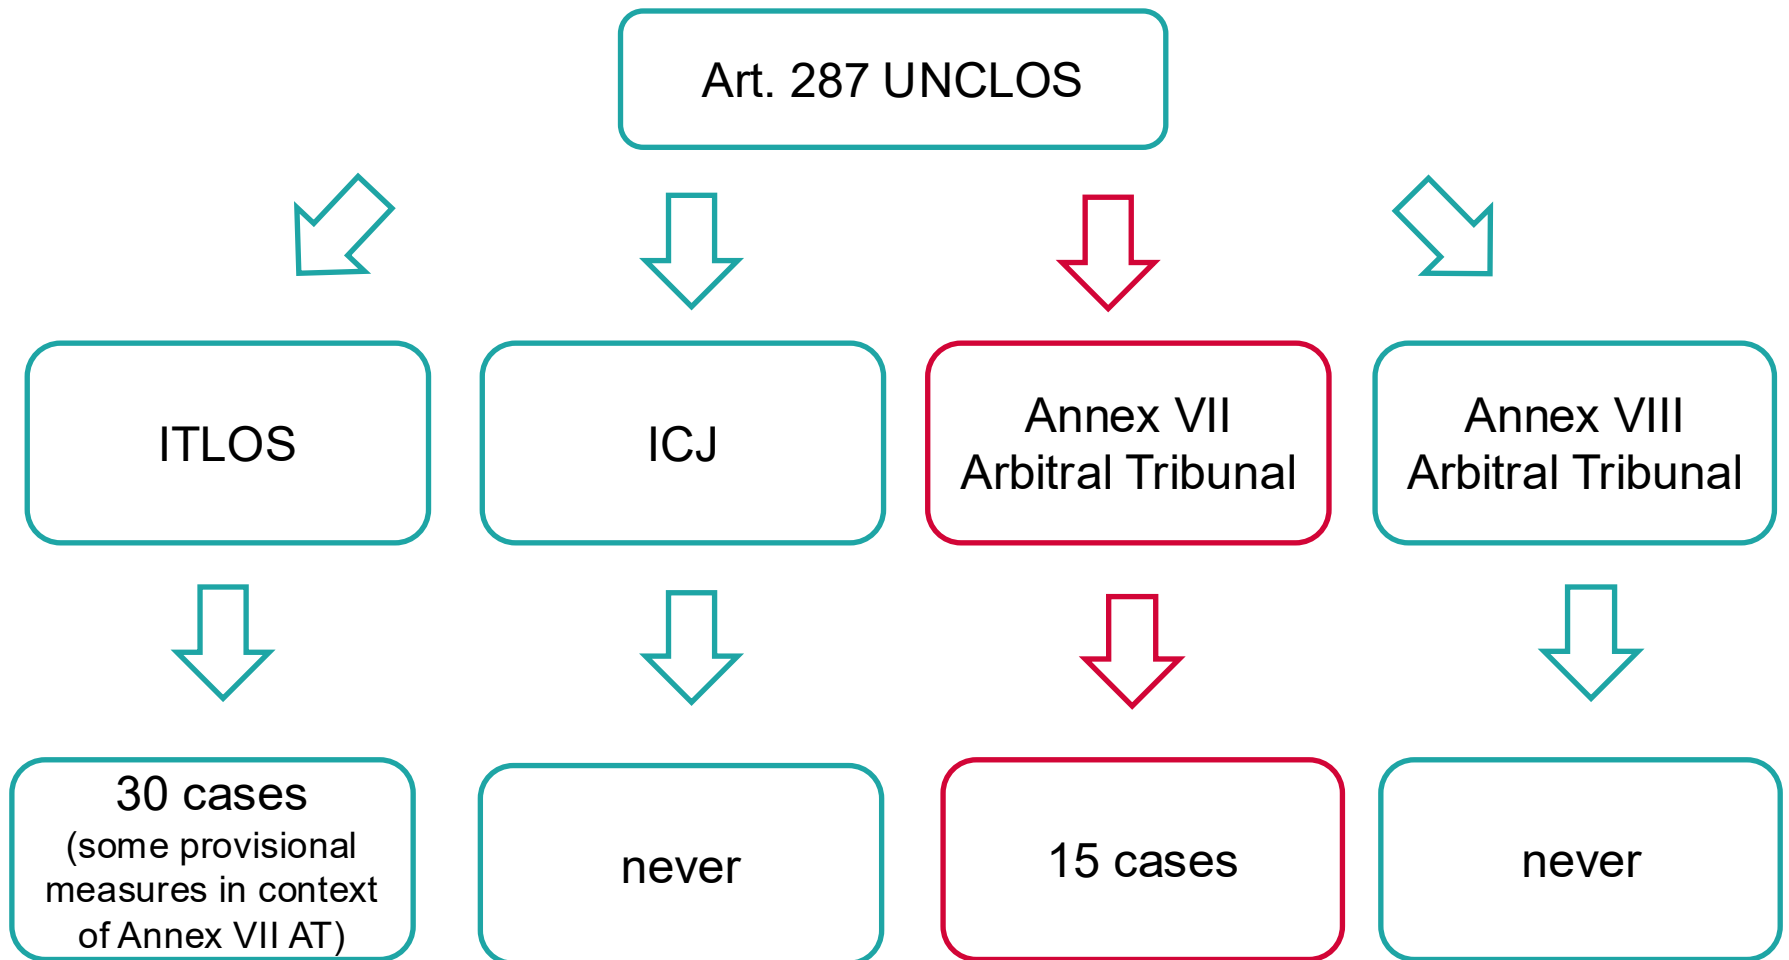 Art. 287 UNCLOS
ITLOS
ICJ
Annex VII
Arbitral Tribunal
Annex VIII
Arbitral Tribunal
30 cases
(some provisional
measures in context
of Annex VII AT)
never
15 cases
never